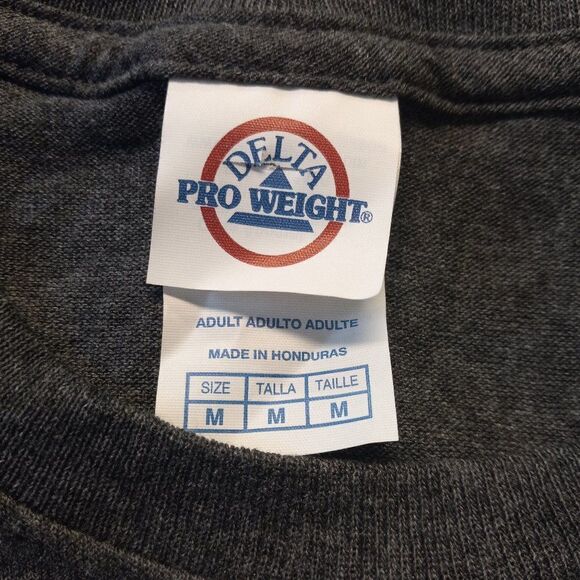 DELTA
PRO WEIGHT®
ADULT ADULTO ADULTE
MADE IN HONDURAS
SIZE TALLA TAILLE
M M M